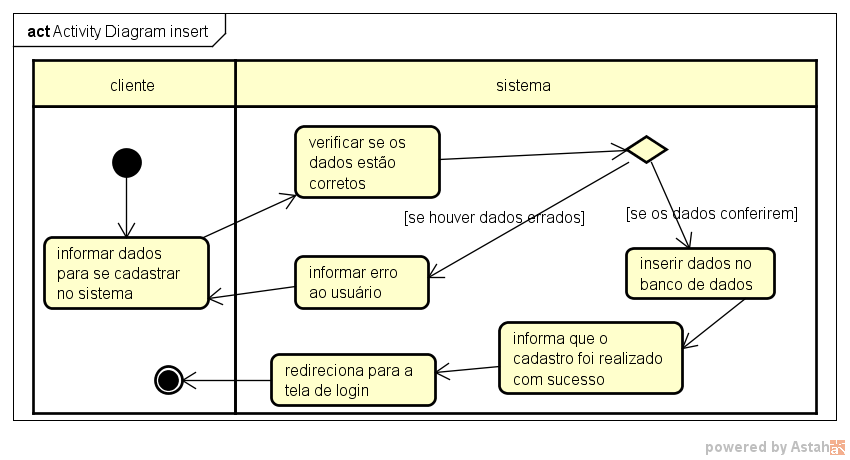 act Activity Diagram insert
cliente
sistema
verificar se os
dados estão
corretos
[se houver dados errados]
[se os dados conferirem]
informar dados
para se cadastrar
no sistema
informar erro
ao usuário
inserir dados no
banco de dados
informa que o
cadastro foi realizado
com sucesso
redireciona para a
tela de login
powered by Astah